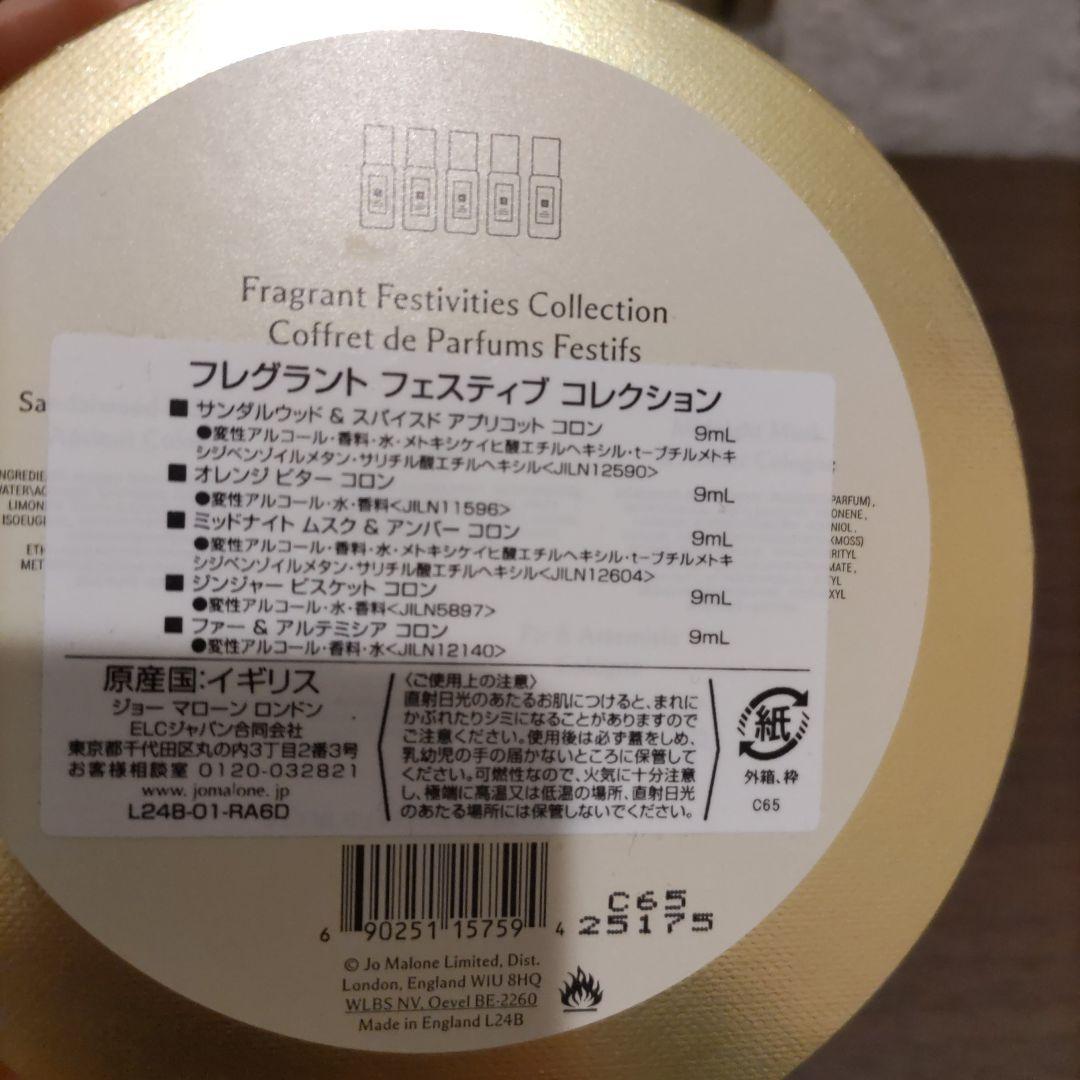 Fragrant Festivities Collection
Coffret de Parfums Festifs
フレグラント フェスティブ コレクション
■ サンダルウッド & スパイスド アプリコット コロン 9mL
●変性アルコール・香料・水・メトキシケイヒ酸エチルヘキシル・t-ブチルメトキ
シジベンゾイルメタン・サリチル酸エチルヘキシル<JILN12590>
■ オレンジ ビター コロン 9mL
●変性アルコール・水・香料<JILN11596>
■ ミッドナイト ムスク & アンバー コロン 9mL
●変性アルコール・香料・水・メトキシケイヒ酸エチルヘキシル・t-ブチルメトキ
シジベンゾイルメタン・サリチル酸エチルヘキシル<JILN12604>
■ ジンジャー ビスケット コロン 9mL
●変性アルコール・水・香料<JILN5897>
■ ファー & アルテミシア コロン 9mL
●変性アルコール・香料・水<JILN12140>
原産国:イギリス
ジョー マローン ロンドン
ELCジャパン合同会社
東京都千代田区丸の内3丁目2番3号
お客様相談室 0120-032821
www.jomalone.jp
L24B-01-RA6D
〈ご使用上の注意〉
直射日光のあたるお肌につけると、まれに
かぶれたりシミになることがありますので
ご注意ください。使用後は必ず蓋をしめ、
乳幼児の手の届かないところに保管して
ください。可燃性なので、火気に十分注意
し、極端に高温又は低温の場所、直射日光
のあたる場所には保管しないでください。
紙
外箱、枠
C65
PARFUM),
ONENE,
NIOL,
(MOSS)
RITYL
MATE,
YL
XYL
WATER\AQ
LIMON
ISOEUG
ETH
MET
6 90251 15759 4
C65
25175
© Jo Malone Limited, Dist.
London, England W1U 8HQ
WLBS NV, Oevel BE-2260
Made in England L24B